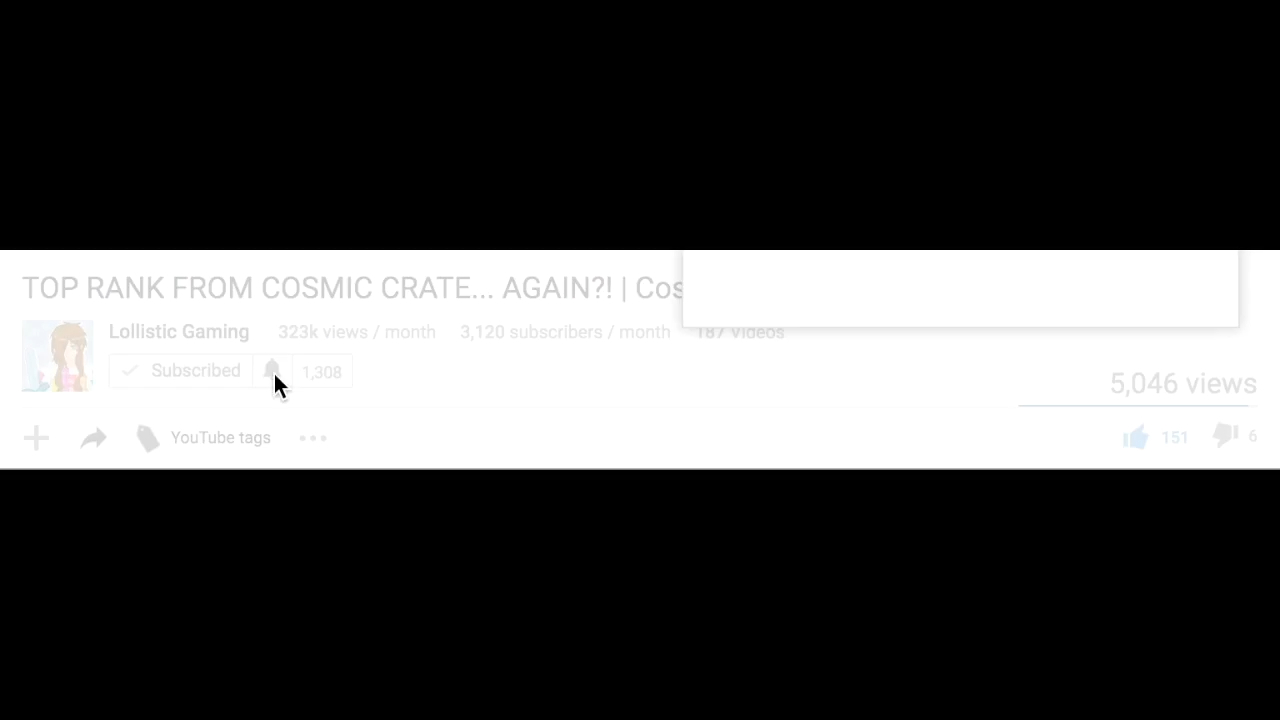 TOP RANK FROM COSMIC CRATE... AGAIN?! | Cos
Lollistic Gaming 323k views / month 3,120 subscribers / month 187 Videos
Subscribed 1,308
5,046 views
YouTube tags 151 6